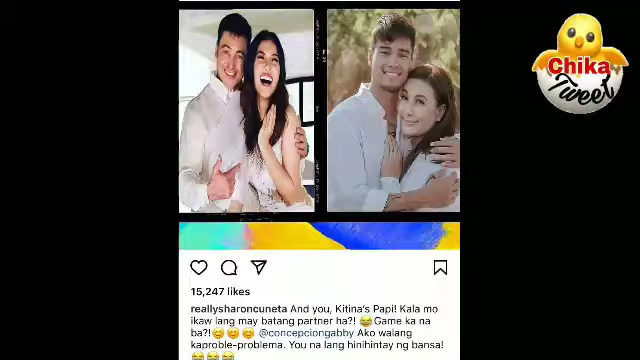 Chika
Tweet
15,247 likes
reallysharoncuneta And you, Kitina's Papi! Kala mo
ikaw lang may batang partner ha?! 😂Game ka na
ba?!😊😊😊 @concepciongabby Ako walang
kaproble-problema. You na lang hinihintay ng bansa!
😂😂😂